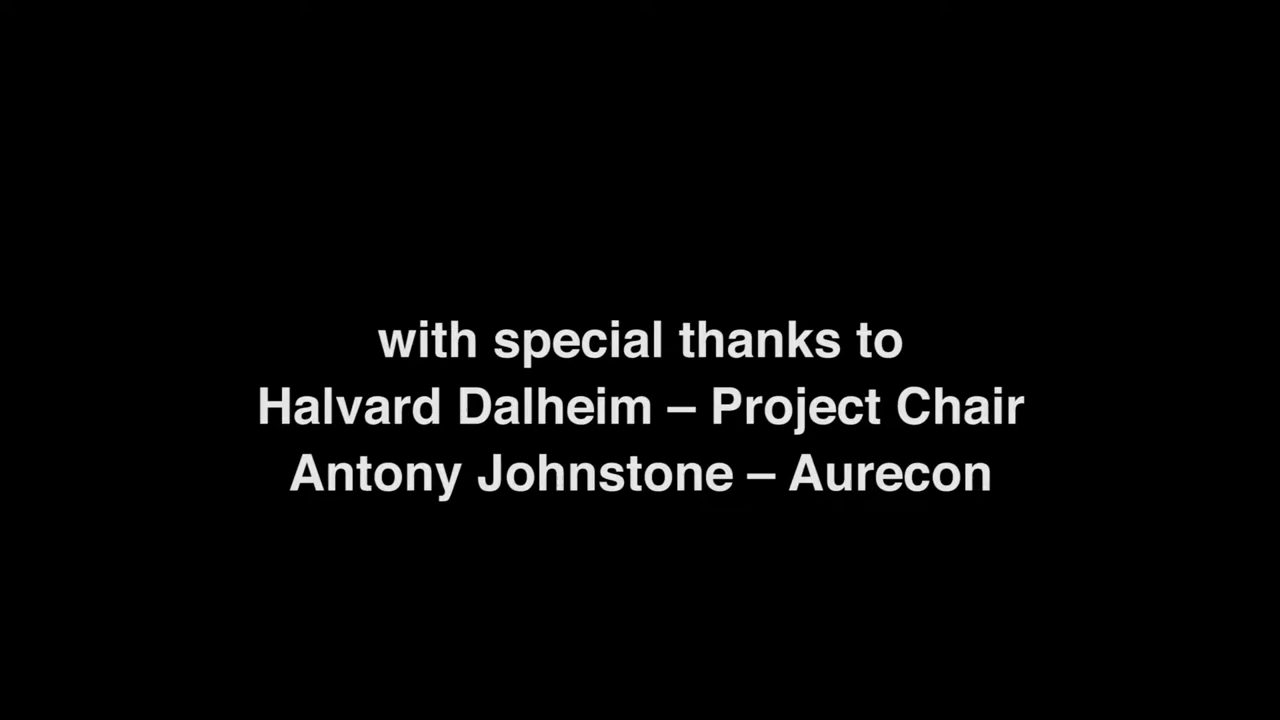 with special thanks to
Halvard Dalheim – Project Chair
Antony Johnstone – Aurecon